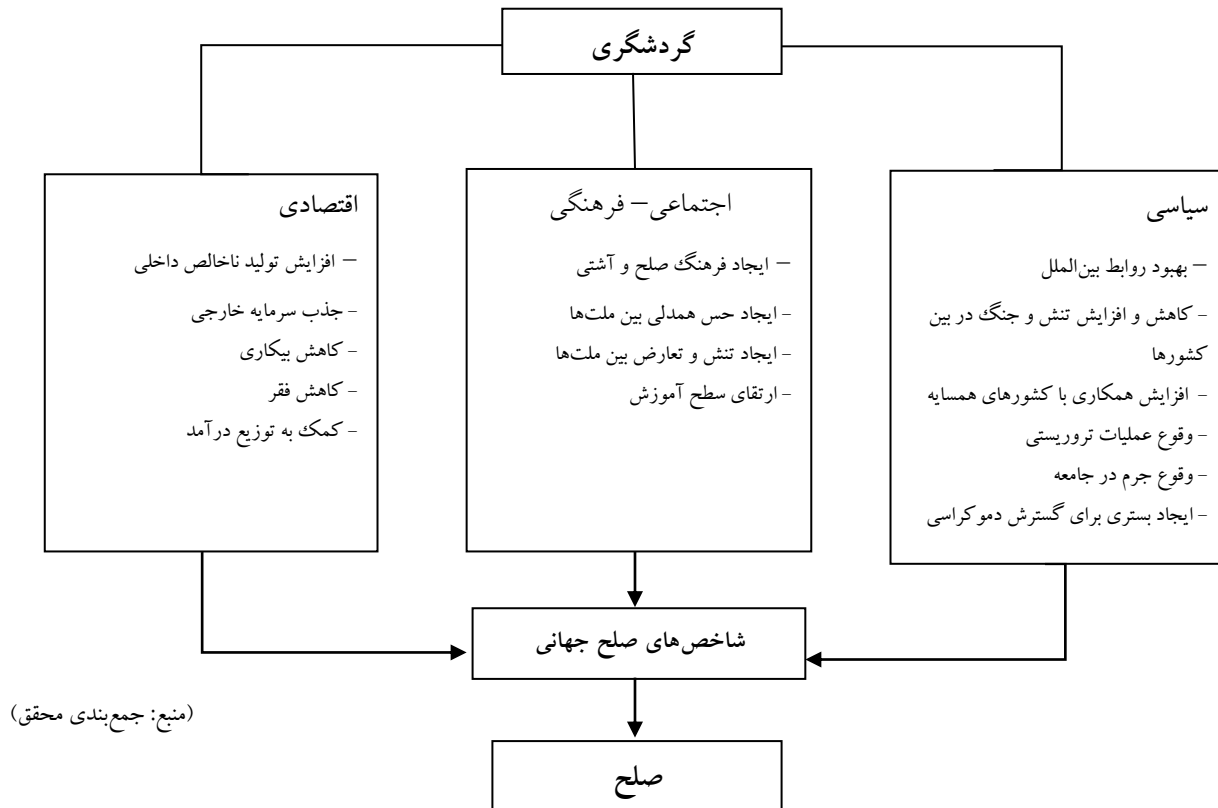 گردشگری
سیاسی
– بهبود روابط بین‌الملل
- کاهش و افزایش تنش و جنگ در بین
کشورها
- افزایش همکاری با کشورهای همسایه
- وقوع عملیات تروریستی
- وقوع جرم در جامعه
- ایجاد بستری برای گسترش دموکراسی
اجتماعی – فرهنگی
– ایجاد فرهنگ صلح و آشتی
- ایجاد حس همدلی بین ملت‌ها
- ایجاد تنش و تعارض بین ملت‌ها
- ارتقای سطح آموزش
اقتصادی
– افزایش تولید ناخالص داخلی
- جذب سرمایه خارجی
- کاهش بیکاری
- کاهش فقر
- کمک به توزیع درآمد
شاخص‌های صلح جهانی
(منبع: جمع‌بندی محقق)
صلح